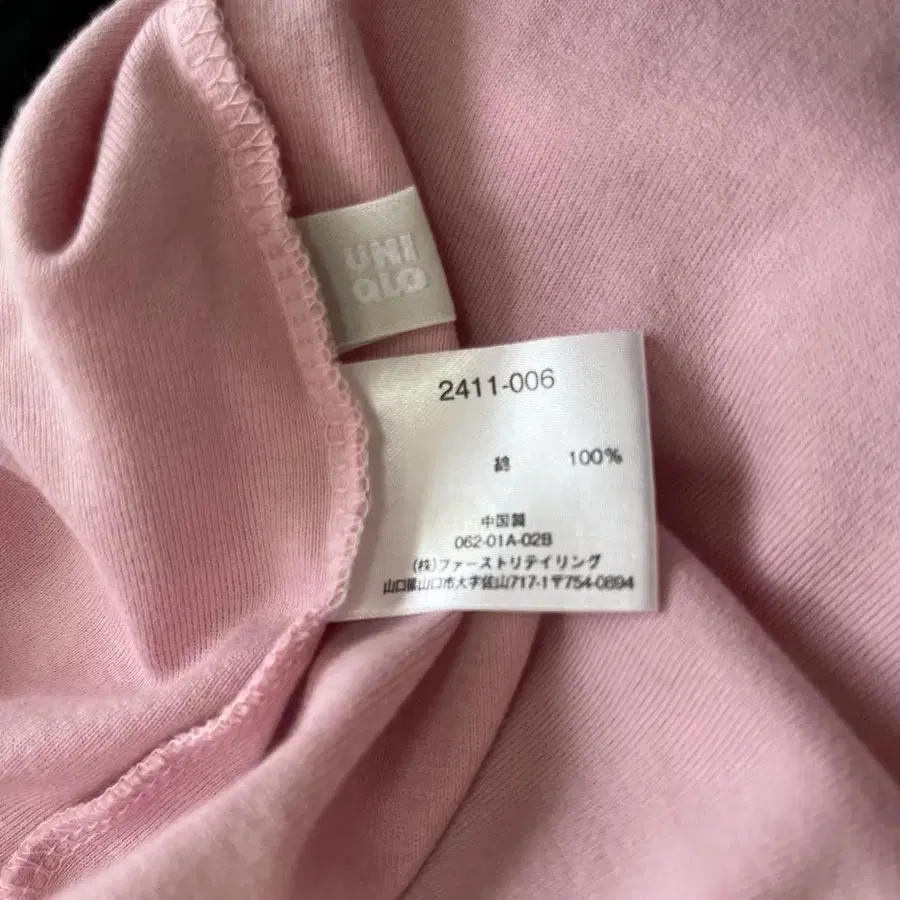 UNI
QLO
2411-006
綿 100%
中国製
062-01A-02B
(株)ファーストリテイリング
山口県山口市大字佐山717-1〒754-0894